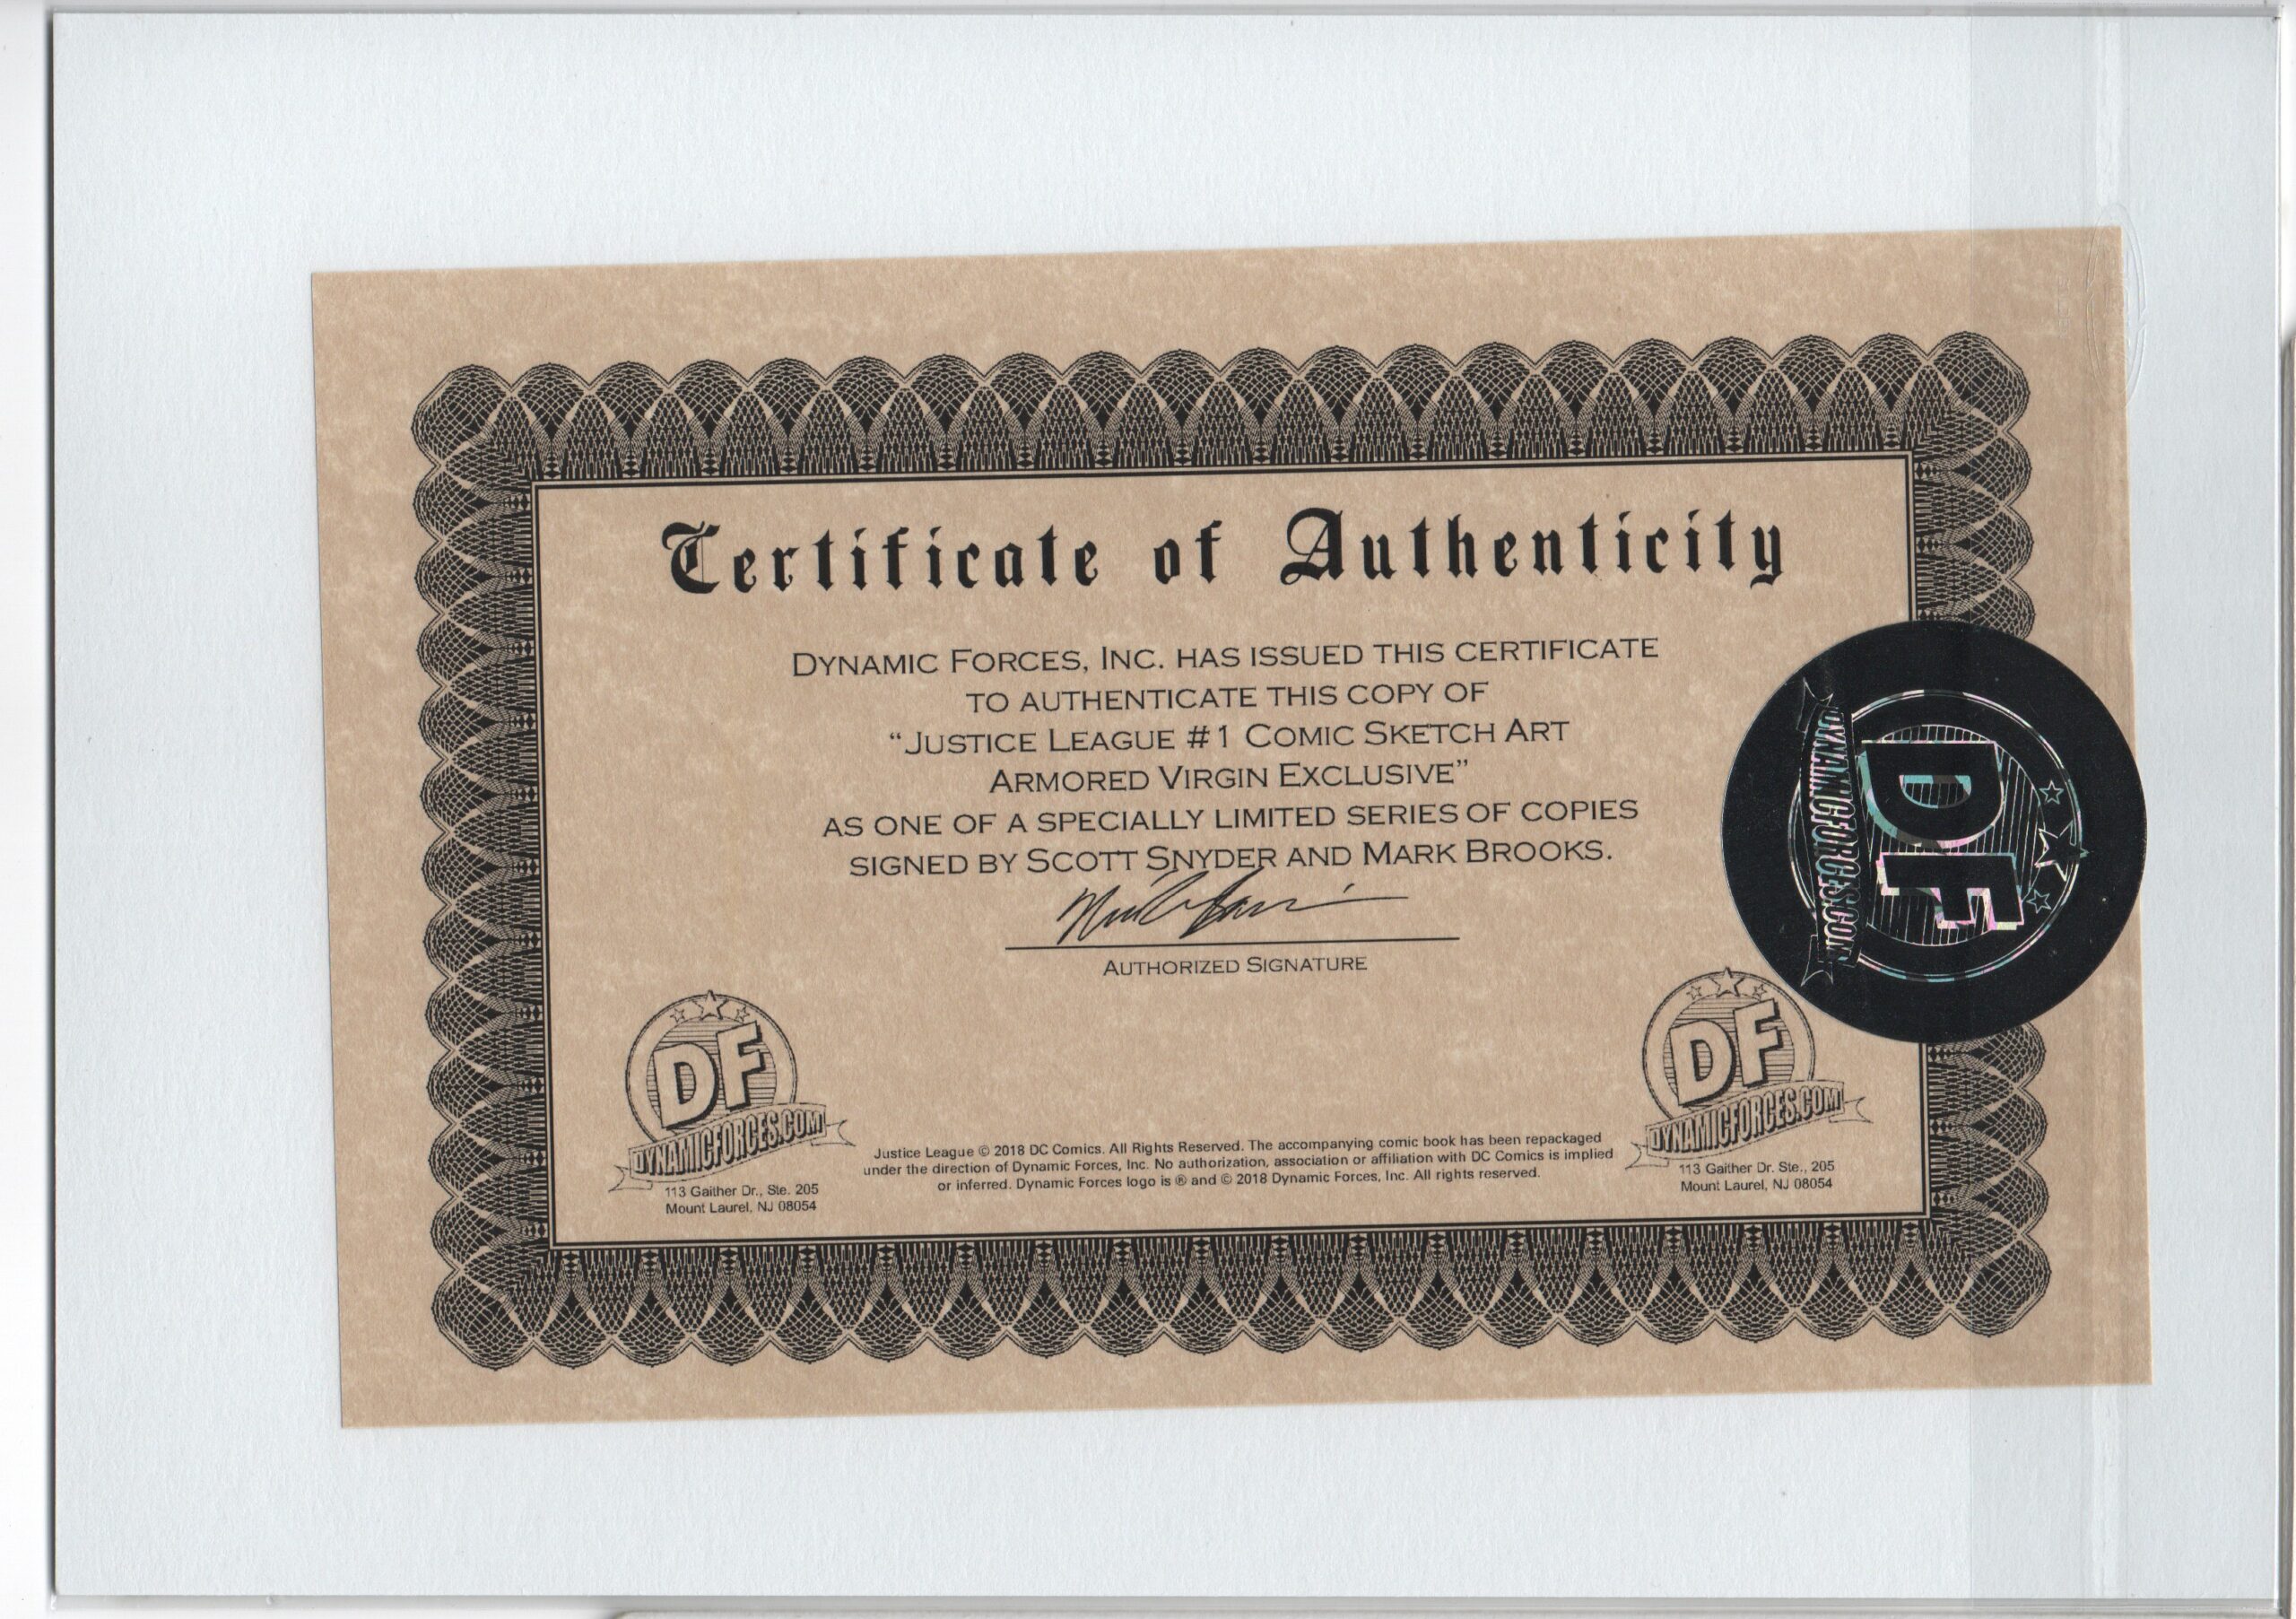 Certificate of Authenticity
DYNAMIC FORCES, INC. HAS ISSUED THIS CERTIFICATE
TO AUTHENTICATE THIS COPY OF
“JUSTICE LEAGUE #1 COMIC SKETCH ART
ARMORED VIRGIN EXCLUSIVE”
AS ONE OF A SPECIALLY LIMITED SERIES OF COPIES
SIGNED BY SCOTT SNYDER AND MARK BROOKS.
AUTHORIZED SIGNATURE
DF
DYNAMICFORCES.COM
DF
DYNAMICFORCES.COM
113 Gaither Dr., Ste. 205
Mount Laurel, NJ 08054
Justice League © 2018 DC Comics. All Rights Reserved. The accompanying comic book has been repackaged
under the direction of Dynamic Forces, Inc. No authorization, association or affiliation with DC Comics is implied
or inferred. Dynamic Forces logo is ® and © 2018 Dynamic Forces, Inc. All rights reserved.
DF
DYNAMICFORCES.COM
113 Gaither Dr. Ste., 205
Mount Laurel, NJ 08054